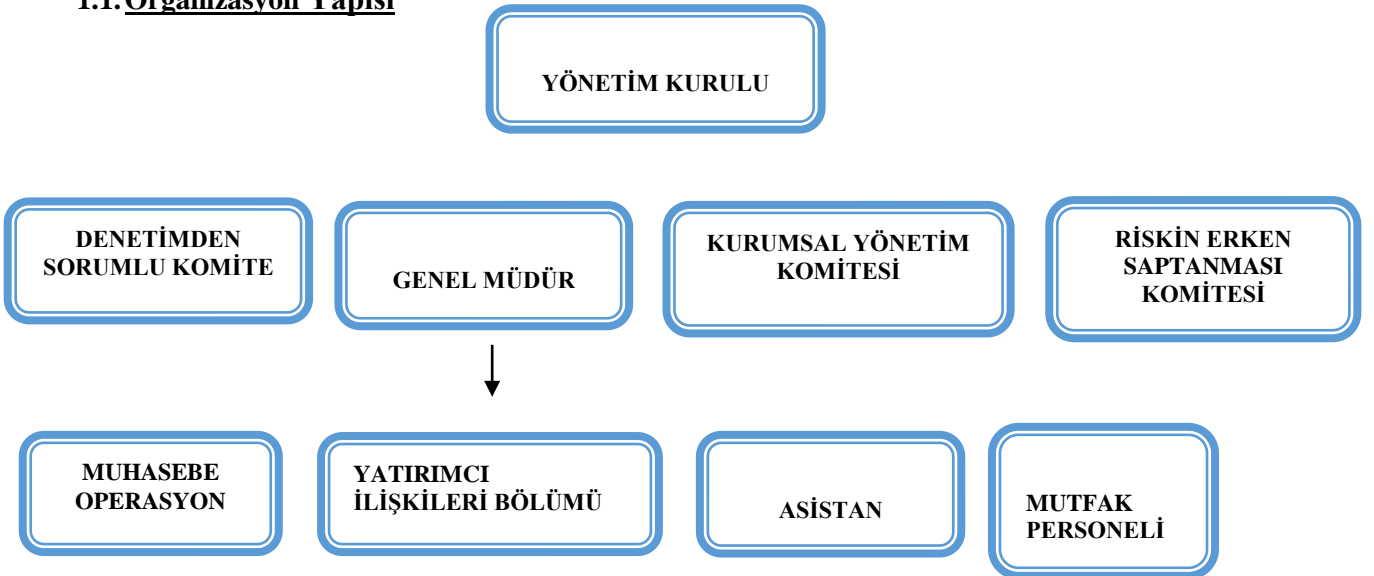 1.1. Organizasyon Yapısı
YÖNETİM KURULU
DENETİMDEN
SORUMLU KOMİTE
GENEL MÜDÜR
KURUMSAL YÖNETİM
KOMİTESİ
RİSKİN ERKEN
SAPTANMASI
KOMİTESİ
MUHASEBE
OPERASYON
YATIRIMCI
İLİŞKİLERİ BÖLÜMÜ
ASİSTAN
MUTFAK
PERSONELİ